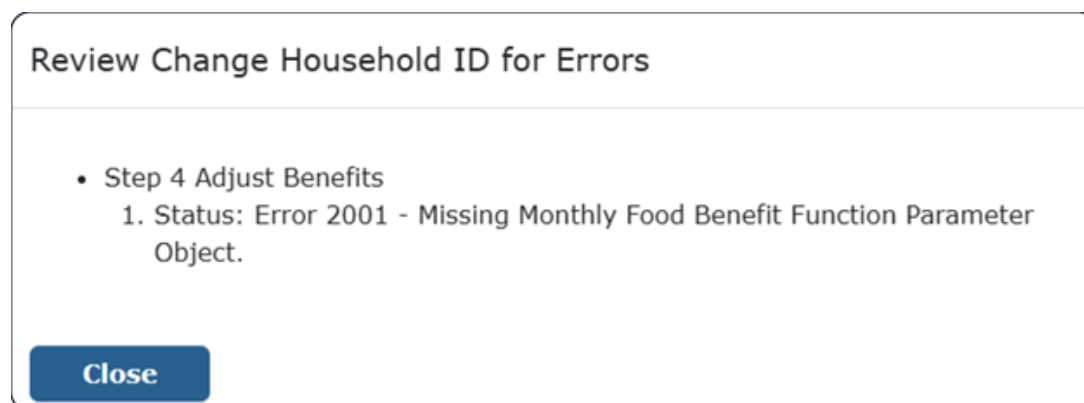 Review Change Household ID for Errors
• Step 4 Adjust Benefits
1. Status: Error 2001 - Missing Monthly Food Benefit Function Parameter
Object.
Close